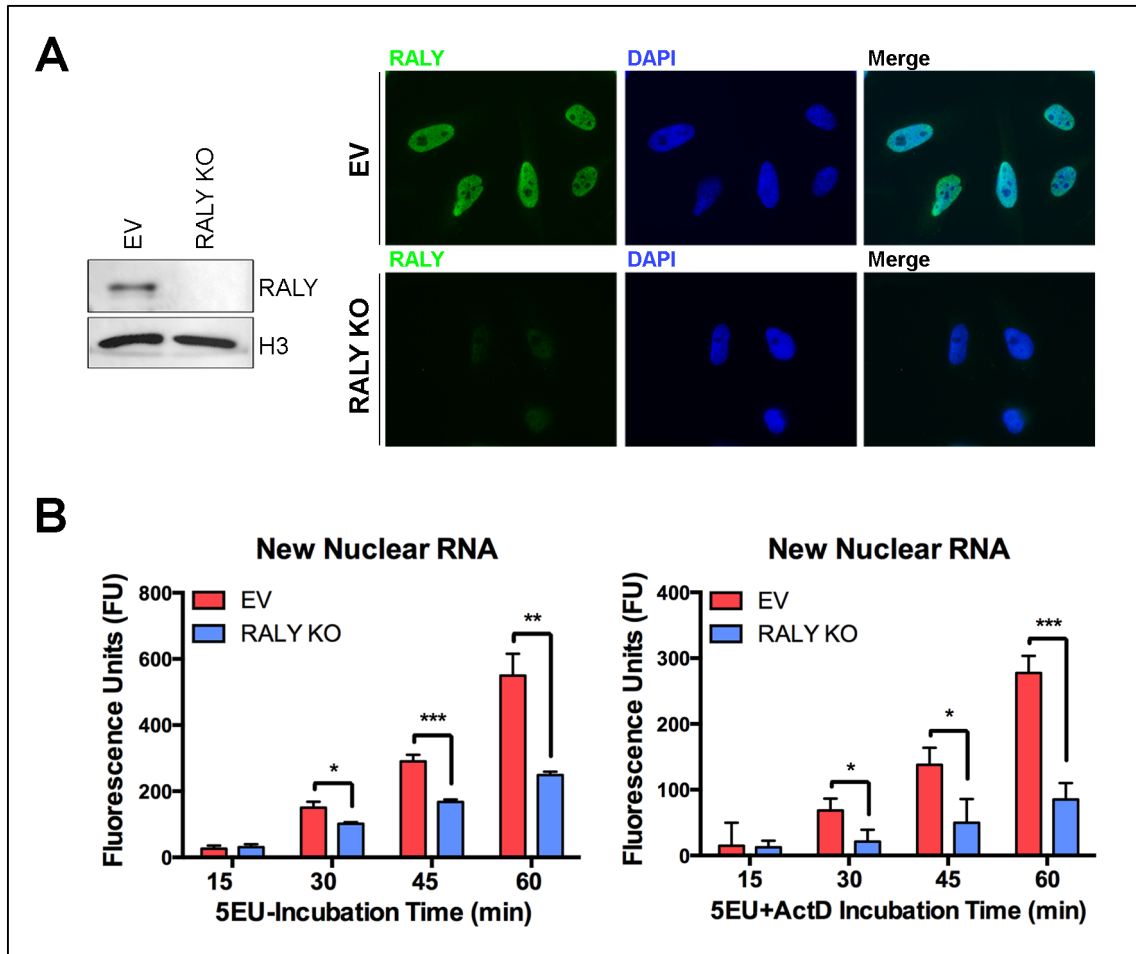 A
RALY DAPI Merge
EV
EV
RALY KO
RALY
H3
RALY DAPI Merge
RALY KO
B
New Nuclear RNA
EV
RALY KO
Fluorescence Units (FU)
800
600
400
200
0
*
***
**
15 30 45 60
5EU-Incubation Time (min)
New Nuclear RNA
EV
RALY KO
Fluorescence Units (FU)
400
300
200
100
0
*
*
***
15 30 45 60
5EU+ActD Incubation Time (min)